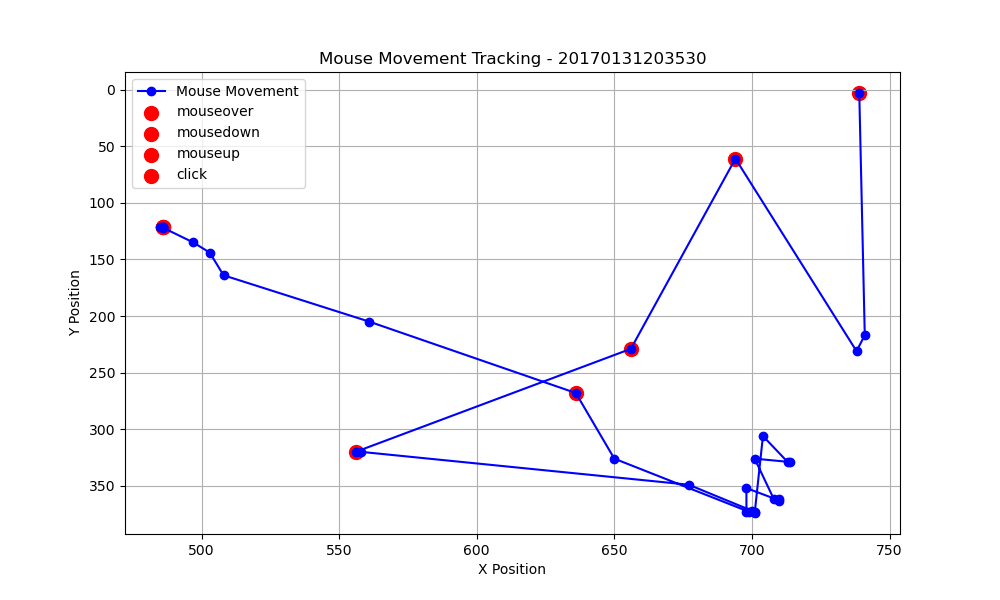 Mouse Movement Tracking - 20170131203530
Mouse Movement
mouseover
mousedown
mouseup
click
0
50
100
150
200
250
300
350
Y Position
500
550
600
650
700
750
X Position